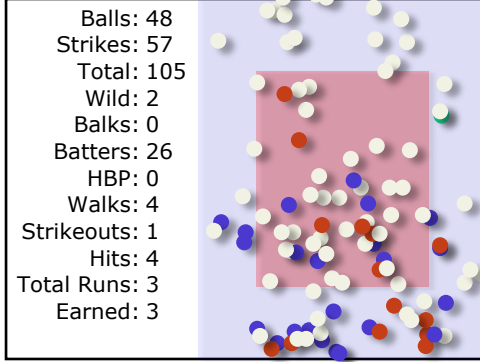 Balls: 48
Strikes: 57
Total: 105
Wild: 2
Balks: 0
Batters: 26
HBP: 0
Walks: 4
Strikeouts: 1
Hits: 4
Total Runs: 3
Earned: 3